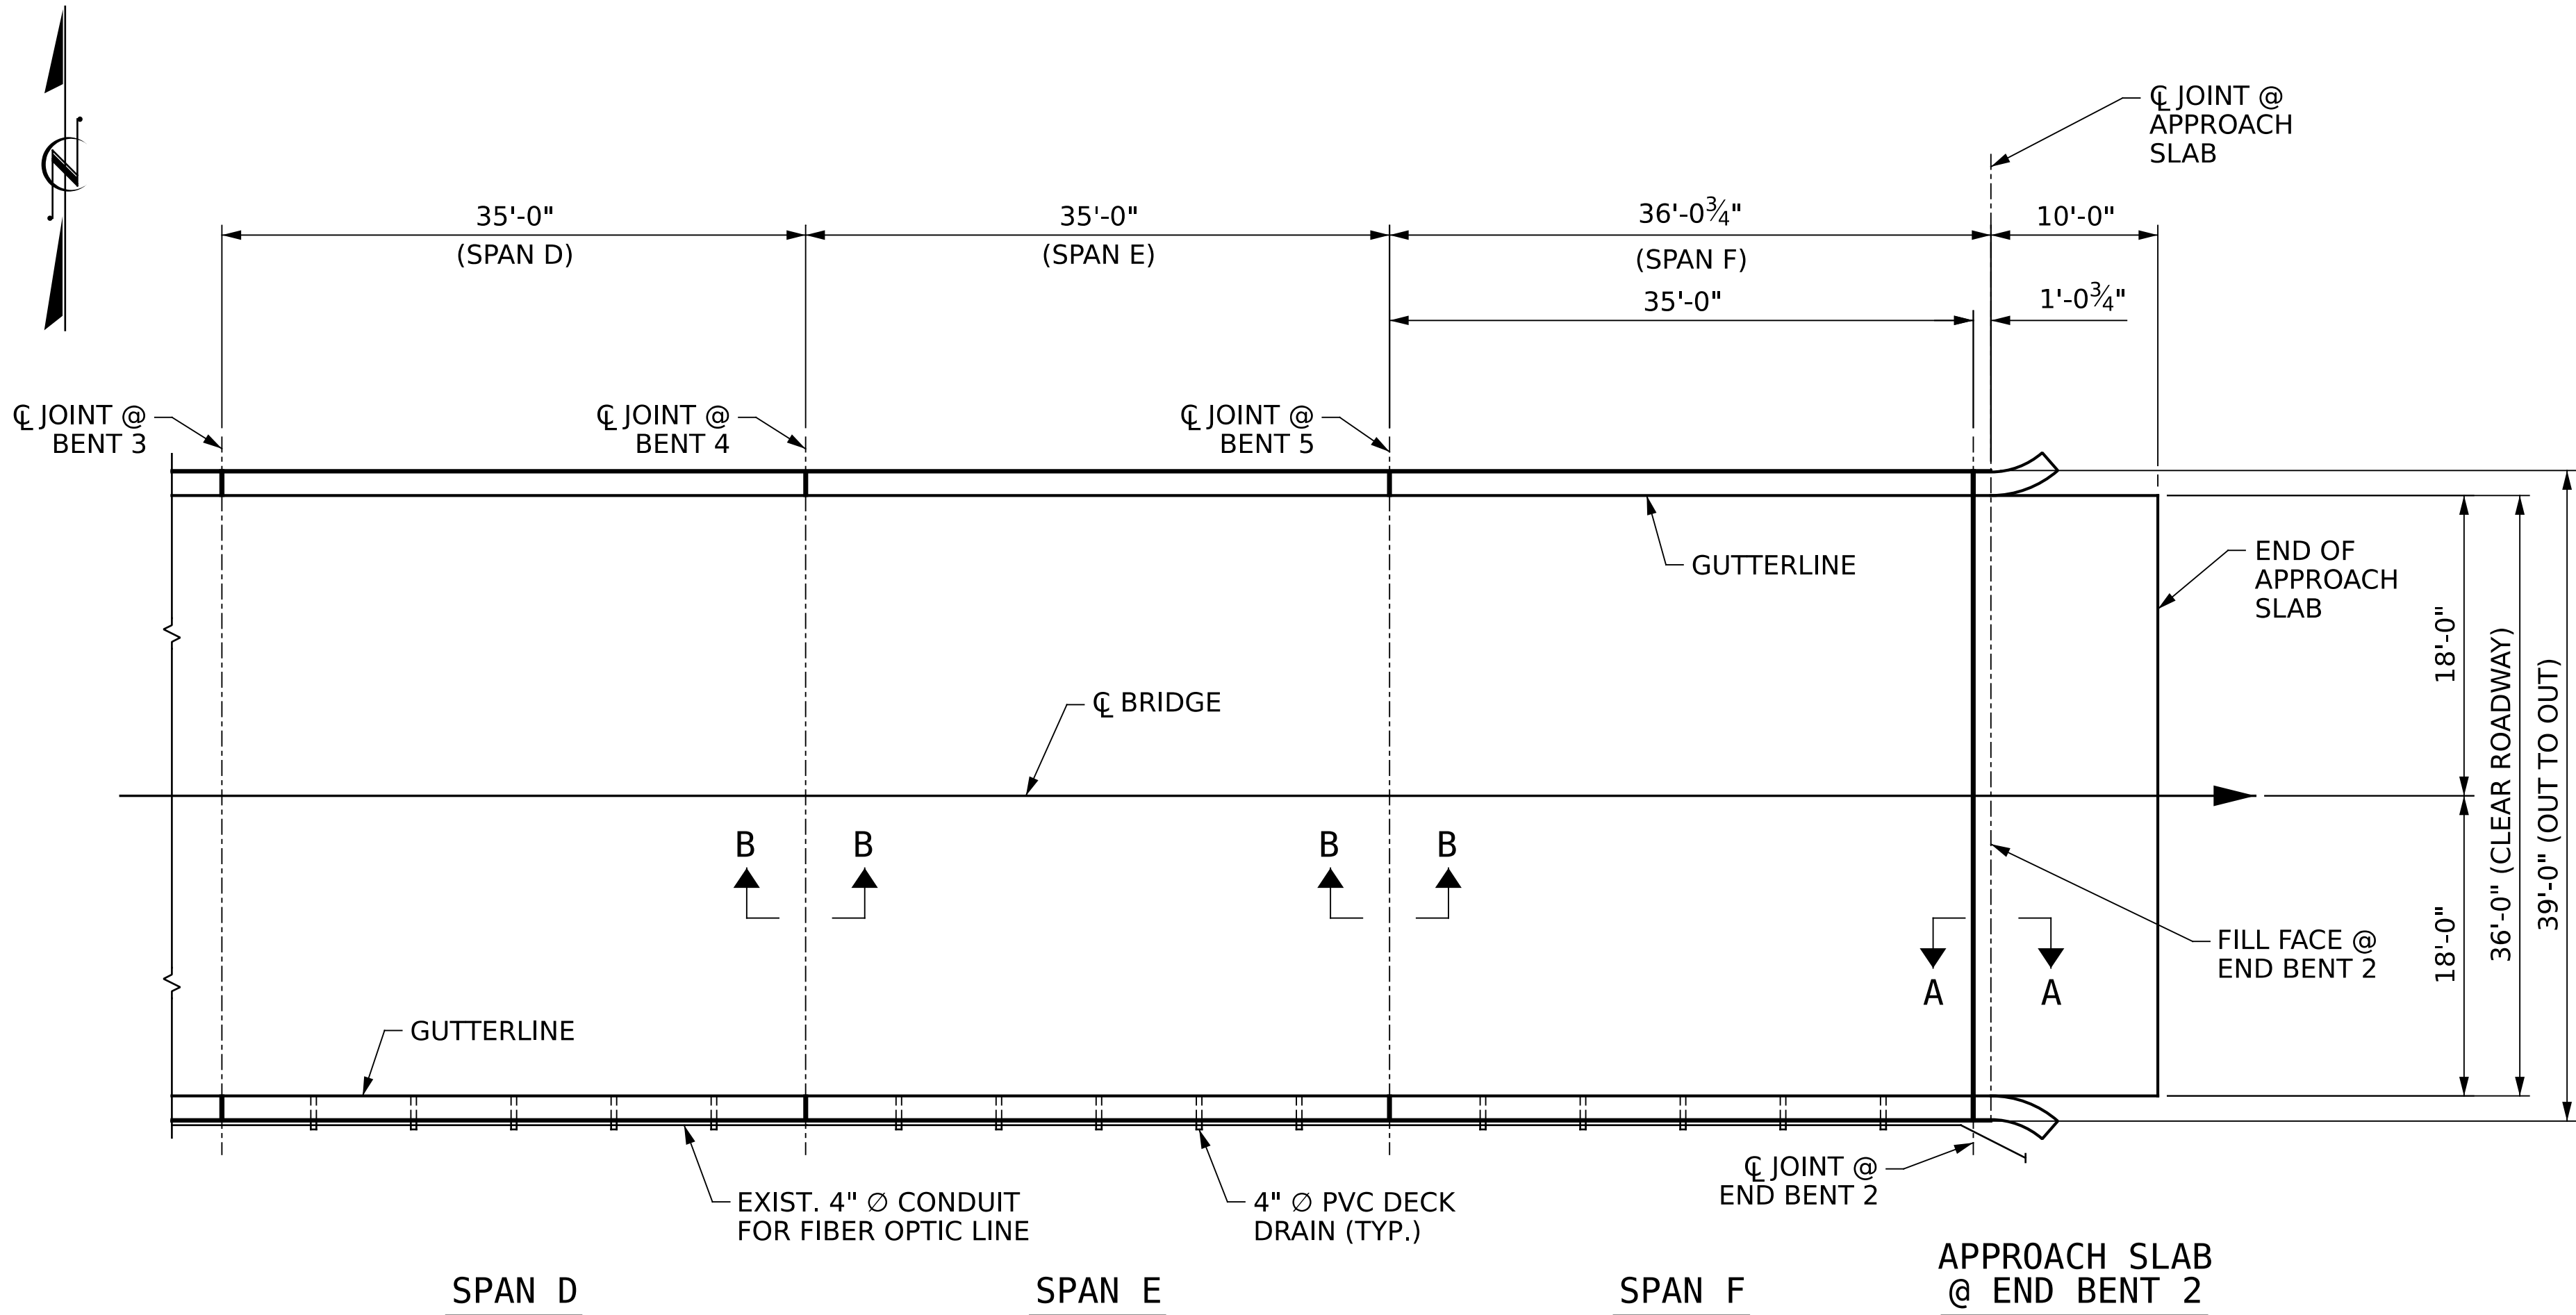 N
℄ JOINT @
APPROACH
SLAB
35'-0"
(SPAN D)
35'-0"
(SPAN E)
36'-0¾"
(SPAN F)
10'-0"
35'-0"
1'-0¾"
℄ JOINT @
BENT 3
℄ JOINT @
BENT 4
℄ JOINT @
BENT 5
GUTTERLINE
END OF
APPROACH
SLAB
18'-0"
36'-0" (CLEAR ROADWAY)
39'-0" (OUT TO OUT)
℄ BRIDGE
B
B
B
B
A
A
FILL FACE @
END BENT 2
18'-0"
GUTTERLINE
EXIST. 4" ∅ CONDUIT
FOR FIBER OPTIC LINE
4" ∅ PVC DECK
DRAIN (TYP.)
℄ JOINT @
END BENT 2
SPAN D
SPAN E
SPAN F
APPROACH SLAB
@ END BENT 2